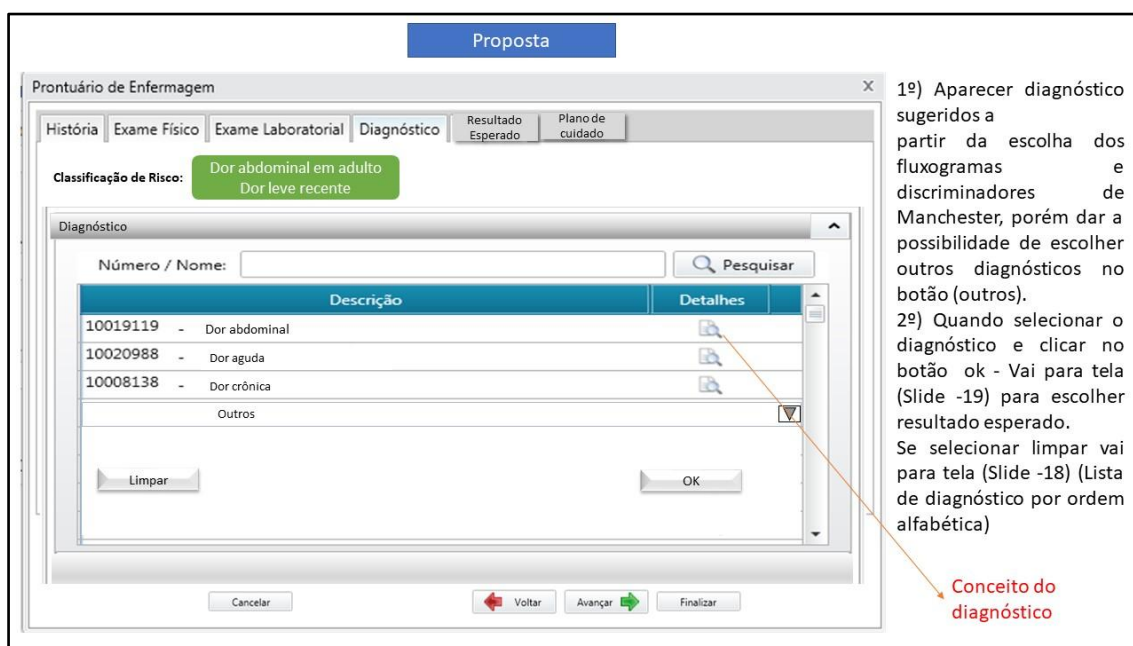 Proposta
Prontuário de Enfermagem X
História Exame Físico Exame Laboratorial Diagnóstico Resultado Esperado Plano de cuidado
Classificação de Risco:
Dor abdominal em adulto
Dor leve recente
Diagnóstico
Número / Nome: Pesquisar
Descrição Detalhes
10019119 - Dor abdominal
10020988 - Dor aguda
10008138 - Dor crônica
Outros
Limpar OK
Cancelar Voltar Avançar Finalizar
1º) Aparecer diagnóstico
sugeridos a
partir da escolha dos
fluxogramas e
discriminadores de
Manchester, porém dar a
possibilidade de escolher
outros diagnósticos no
botão (outros).
2º) Quando selecionar o
diagnóstico e clicar no
botão ok - Vai para tela
(Slide -19) para escolher
resultado esperado.
Se selecionar limpar vai
para tela (Slide -18) (Lista
de diagnóstico por ordem
alfabética)
Conceito do
diagnóstico